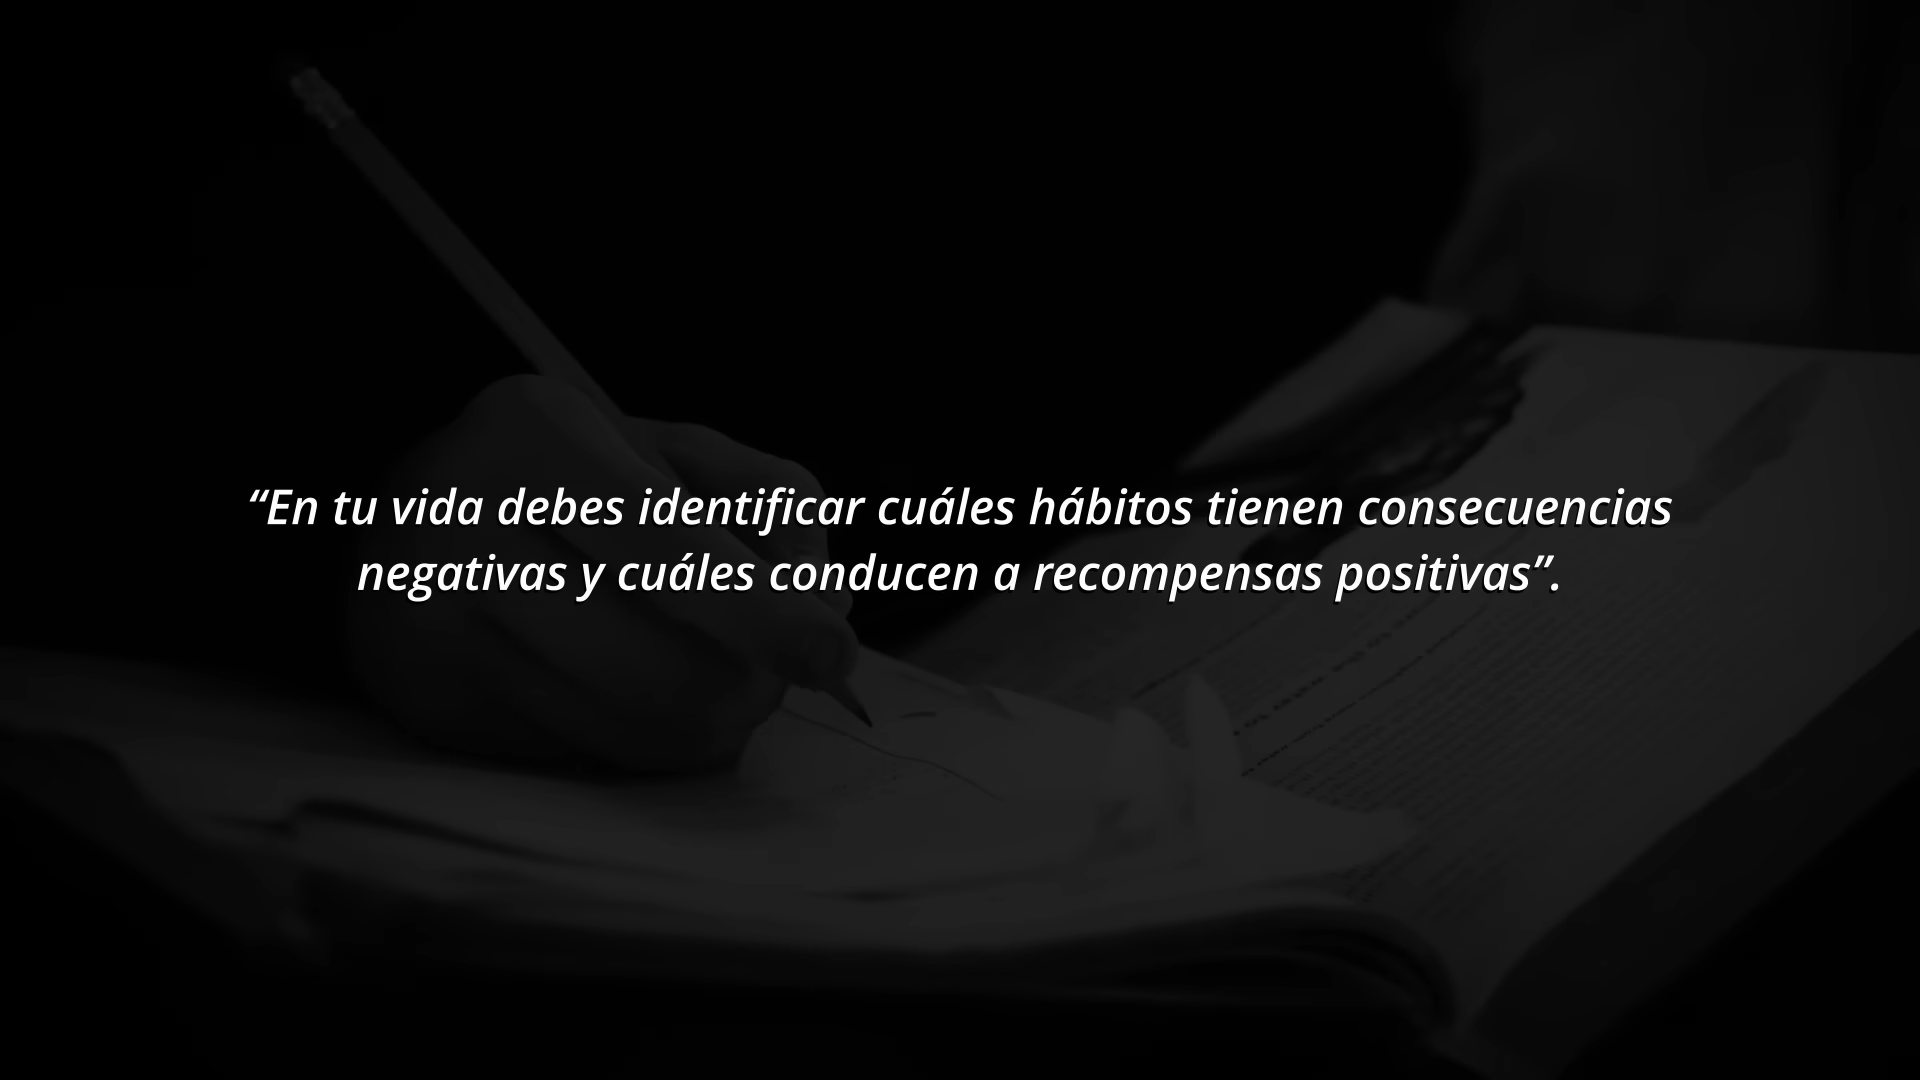 “En tu vida debes identificar cuáles hábitos tienen consecuencias
negativas y cuáles conducen a recompensas positivas”.